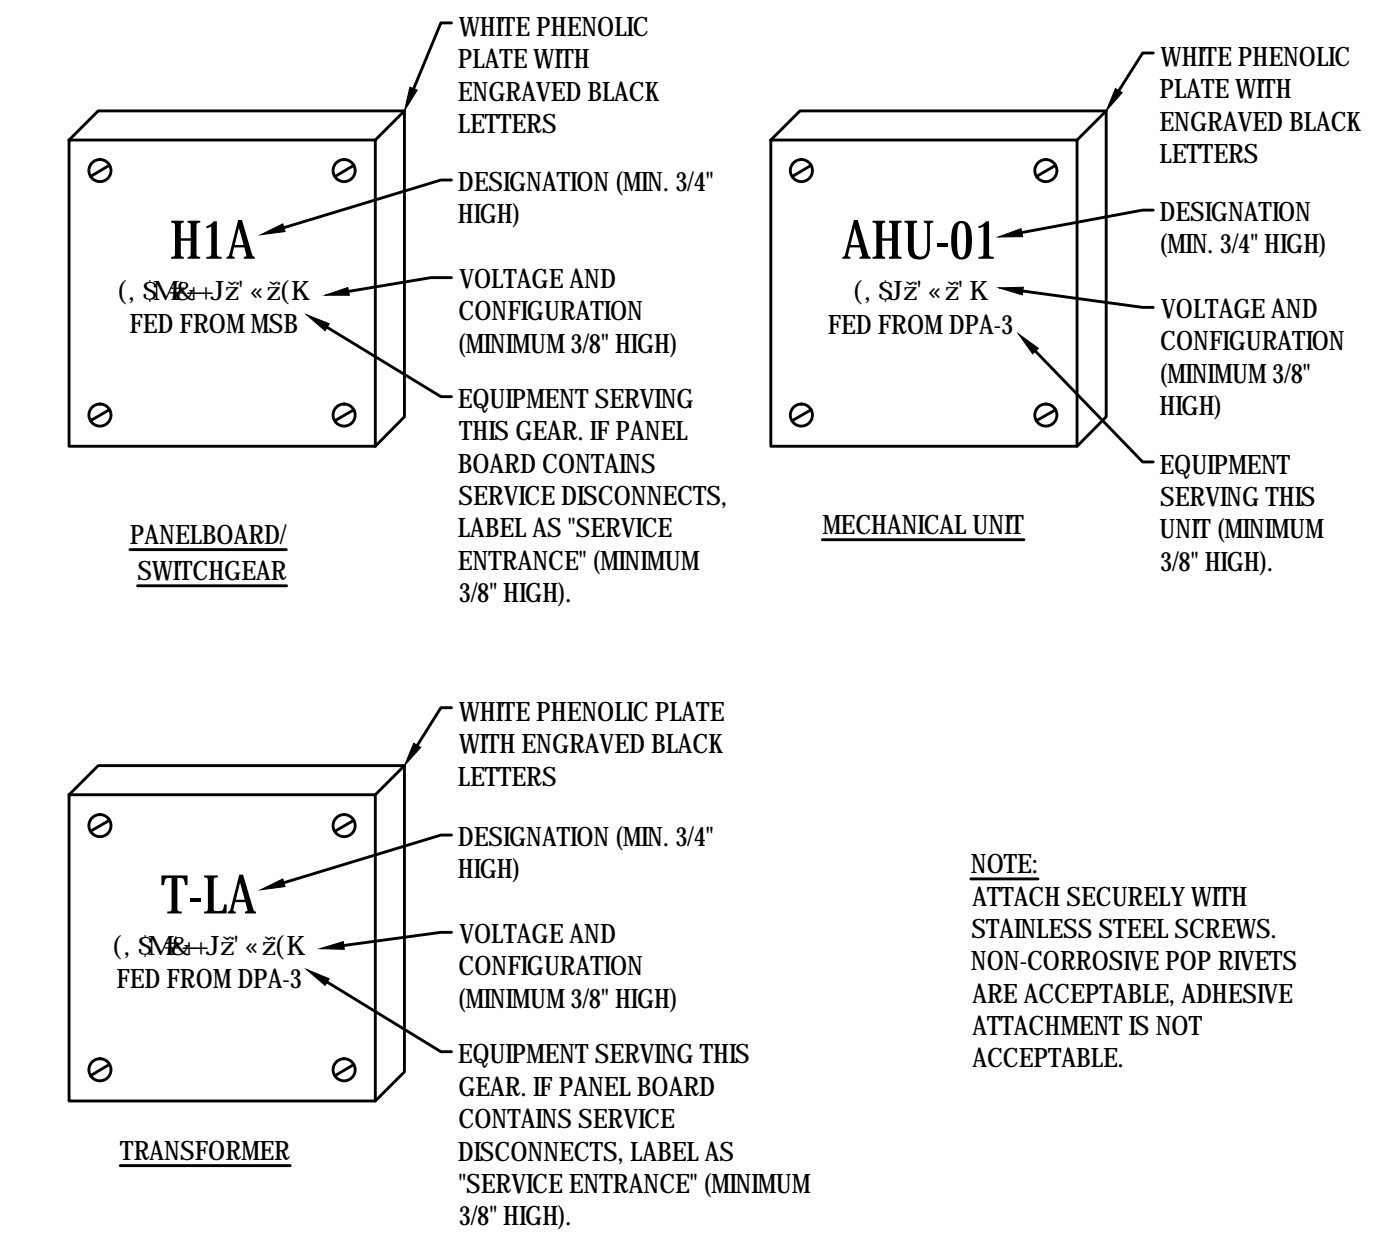 WHITE PHENOLIC
PLATE WITH
ENGRAVED BLACK
LETTERS
DESIGNATION (MIN. 3/4"
HIGH)
VOLTAGE AND
CONFIGURATION
(MINIMUM 3/8" HIGH)
EQUIPMENT SERVING
THIS GEAR. IF PANEL
BOARD CONTAINS
SERVICE DISCONNECTS,
LABEL AS "SERVICE
ENTRANCE" (MINIMUM
3/8" HIGH).
H1A
FED FROM MSB
PANELBOARD/
SWITCHGEAR
WHITE PHENOLIC
PLATE WITH
ENGRAVED BLACK
LETTERS
DESIGNATION
(MIN. 3/4" HIGH)
VOLTAGE AND
CONFIGURATION
(MINIMUM 3/8"
HIGH)
EQUIPMENT
SERVING THIS
UNIT (MINIMUM
3/8" HIGH).
AHU-01
FED FROM DPA-3
MECHANICAL UNIT
WHITE PHENOLIC PLATE
WITH ENGRAVED BLACK
LETTERS
DESIGNATION (MIN. 3/4"
HIGH)
VOLTAGE AND
CONFIGURATION
(MINIMUM 3/8" HIGH)
EQUIPMENT SERVING THIS
GEAR. IF PANEL BOARD
CONTAINS SERVICE
DISCONNECTS, LABEL AS
"SERVICE ENTRANCE" (MINIMUM
3/8" HIGH).
T-LA
FED FROM DPA-3
TRANSFORMER
NOTE:
ATTACH SECURELY WITH
STAINLESS STEEL SCREWS.
NON-CORROSIVE POP RIVETS
ARE ACCEPTABLE, ADHESIVE
ATTACHMENT IS NOT
ACCEPTABLE.